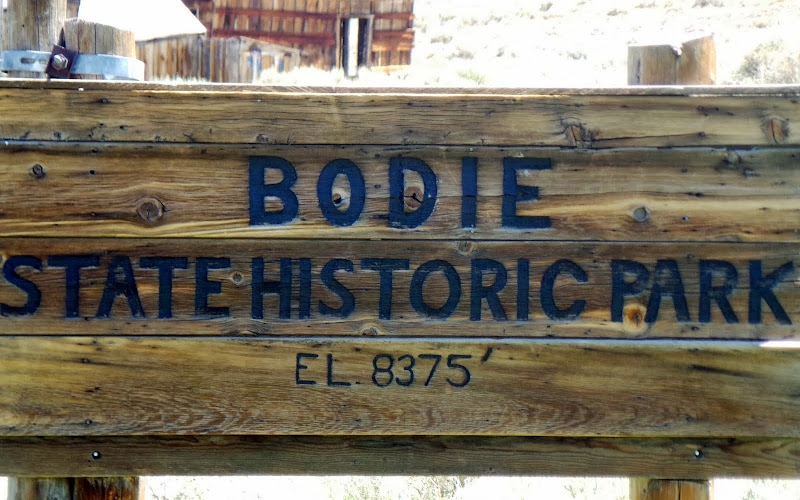 BODIE
STATE HISTORIC PARK
EL. 8375'